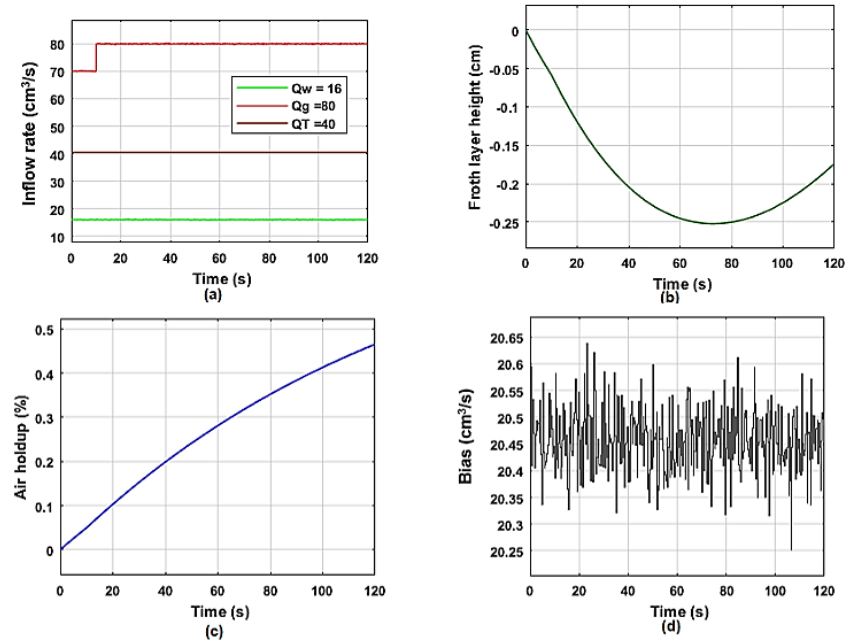 80
70
60
50
40
30
20
10
Inflow rate (cm³/s)
Qw = 16
Qg =80
QT =40
0 20 40 60 80 100 120
Time (s)
(a)
0
-0.05
-0.1
-0.15
-0.2
-0.25
Froth layer height (cm)
0 20 40 60 80 100 120
Time (s)
(b)
0.5
0.4
0.3
0.2
0.1
0
Air holdup (%)
0 20 40 60 80 100 120
Time (s)
(c)
20.65
20.6
20.55
20.5
20.45
20.4
20.35
20.3
20.25
Bias (cm³/s)
0 20 40 60 80 100 120
Time (s)
(d)